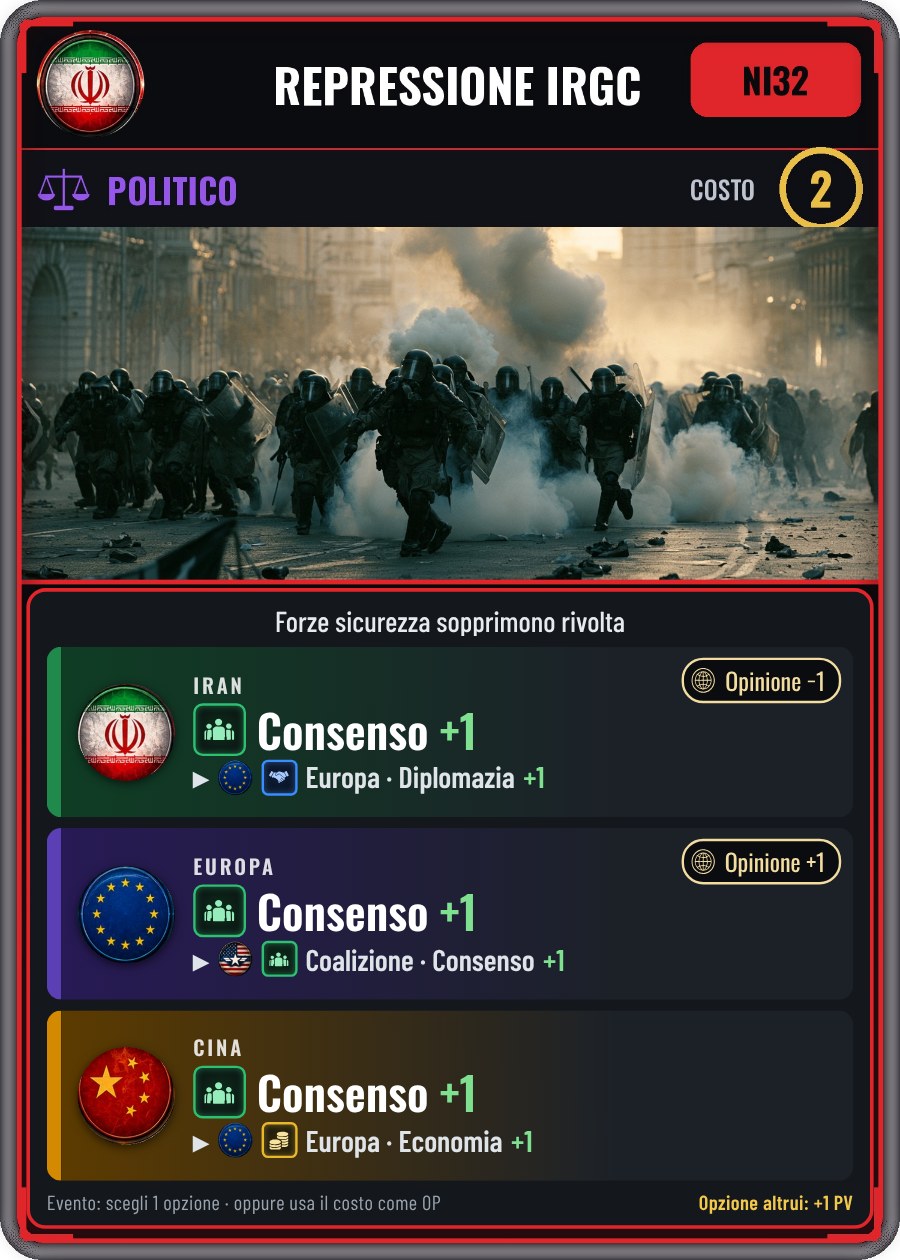 REPRESSIONE IRGC
NI32
POLITICO
COSTO
2
Forze sicurezza sopprimono rivolta
IRAN
Opinione −1
Consenso +1
▶ Europa · Diplomazia +1
EUROPA
Opinione +1
Consenso +1
▶ Coalizione · Consenso +1
CINA
Consenso +1
▶ Europa · Economia +1
Evento: scegli 1 opzione · oppure usa il costo come OP
Opzione altrui: +1 PV